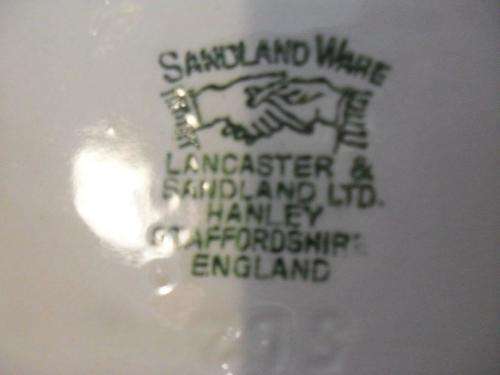 SANDLAND WARE
LANCASTER &
SANDLAND LTD.
HANLEY
STAFFORDSHIRE
ENGLAND